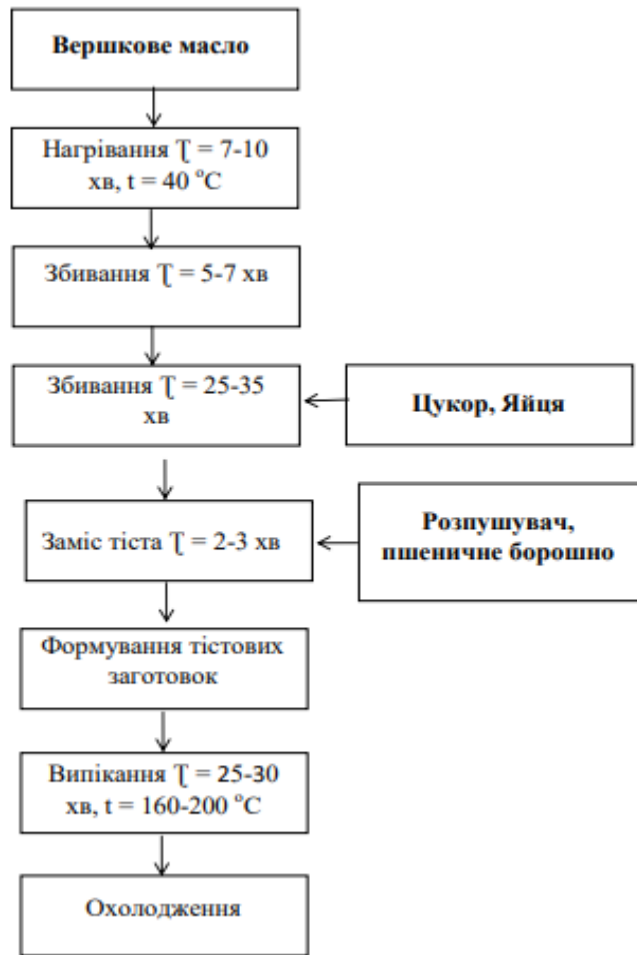 Вершкове масло
Нагрівання Ʈ = 7-10
хв, t = 40 °C
Збивання Ʈ = 5-7 хв
Збивання Ʈ = 25-35
хв
Цукор, Яйця
Заміс тіста Ʈ = 2-3 хв
Розпушувач,
пшеничне борошно
Формування тістових
заготовок
Випікання Ʈ = 25-30
хв, t = 160-200 °C
Охолодження